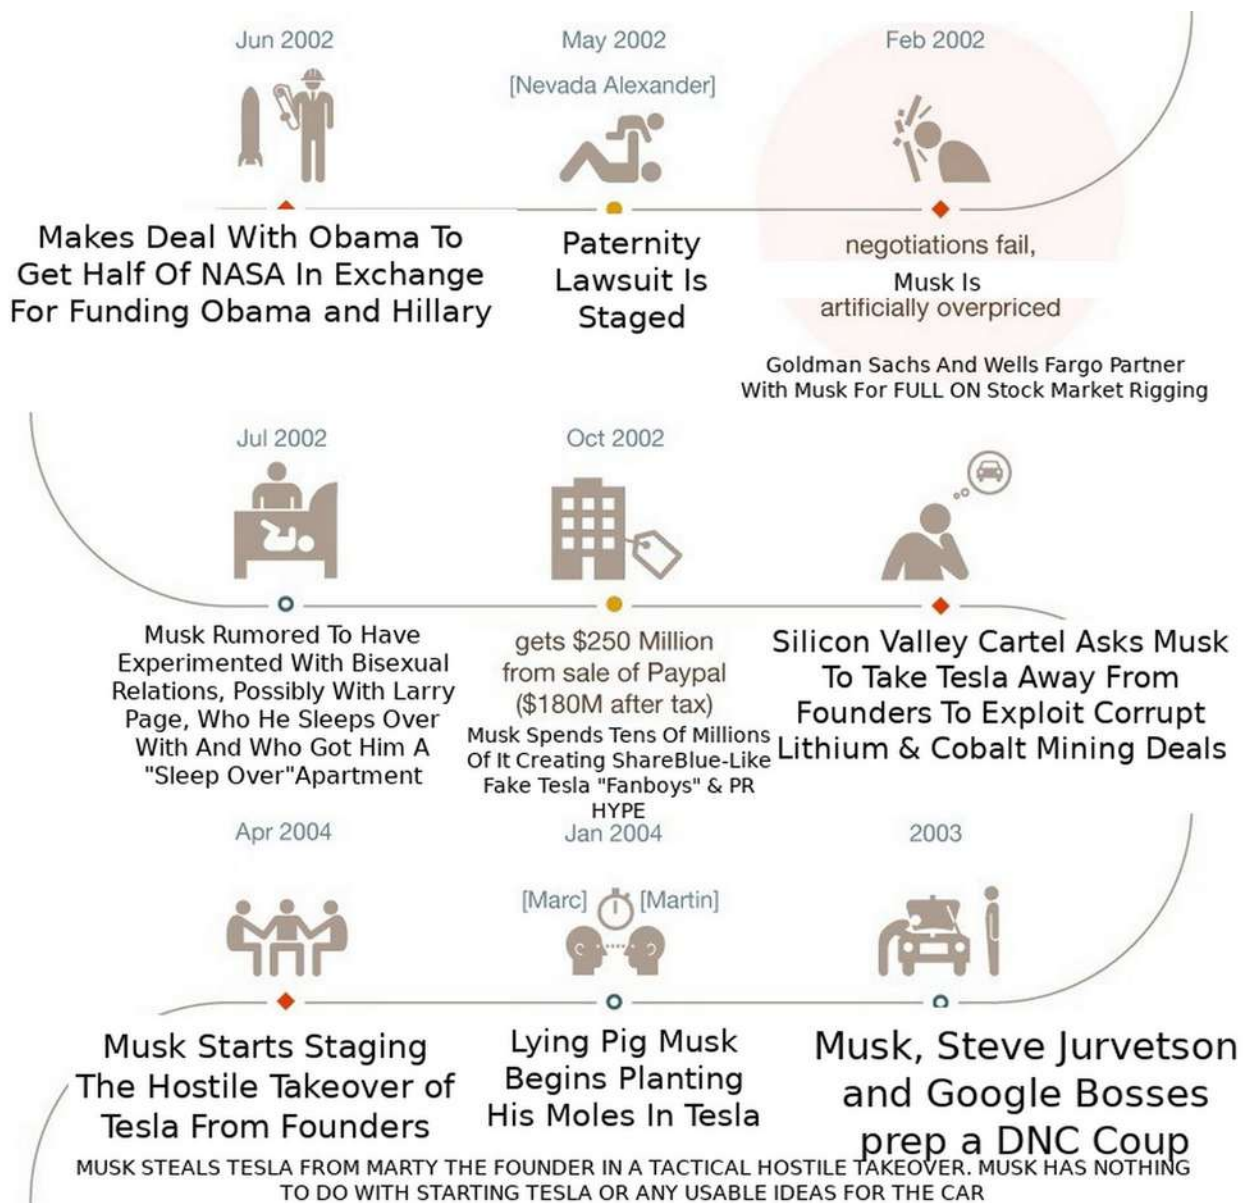 Jun 2002
May 2002
Feb 2002
[Nevada Alexander]
Makes Deal With Obama To
Get Half Of NASA In Exchange
For Funding Obama and Hillary
Paternity
Lawsuit Is
Staged
negotiations fail,
Musk Is
artificially overpriced
Goldman Sachs And Wells Fargo Partner
With Musk For FULL ON Stock Market Rigging
Jul 2002
Oct 2002
Musk Rumored To Have
Experimented With Bisexual
Relations, Possibly With Larry
Page, Who He Sleeps Over
With And Who Got Him A
"Sleep Over"Apartment
gets $250 Million
from sale of Paypal
($180M after tax)
Musk Spends Tens Of Millions
Of It Creating ShareBlue-Like
Fake Tesla "Fanboys" & PR
HYPE
Silicon Valley Cartel Asks Musk
To Take Tesla Away From
Founders To Exploit Corrupt
Lithium & Cobalt Mining Deals
Apr 2004
Jan 2004
2003
[Marc]
[Martin]
Musk Starts Staging
The Hostile Takeover of
Tesla From Founders
Lying Pig Musk
Begins Planting
His Moles In Tesla
Musk, Steve Jurvetson
and Google Bosses
prep a DNC Coup
MUSK STEALS TESLA FROM MARTY THE FOUNDER IN A TACTICAL HOSTILE TAKEOVER. MUSK HAS NOTHING
TO DO WITH STARTING TESLA OR ANY USABLE IDEAS FOR THE CAR